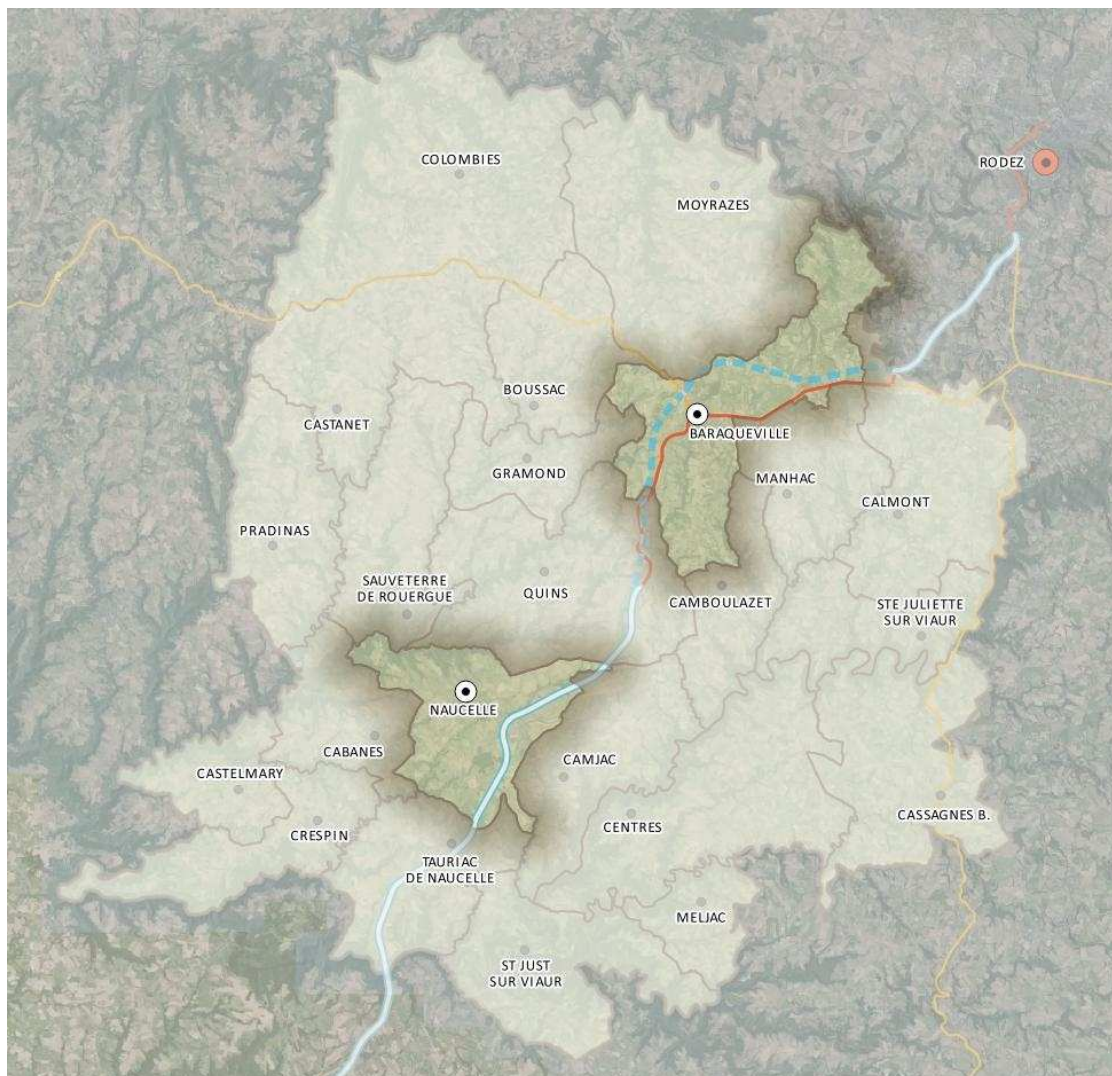 COLOMBIES
RODEZ
MOYRAZES
BOUSSAC
CASTANET
BARAQUEVILLE
GRAMOND
MANHAC
CALMONT
PRADINAS
SAUVETERRE
DE ROUERGUE
QUINS
CAMBOULAZET
STE JULIETTE
SUR VIAUR
NAUCELLE
CABANES
CAMJAC
CASTELMARY
CASSAGNES B.
CRESPIN
CENTRES
TAURIAC
DE NAUCELLE
MELJAC
ST JUST
SUR VIAUR